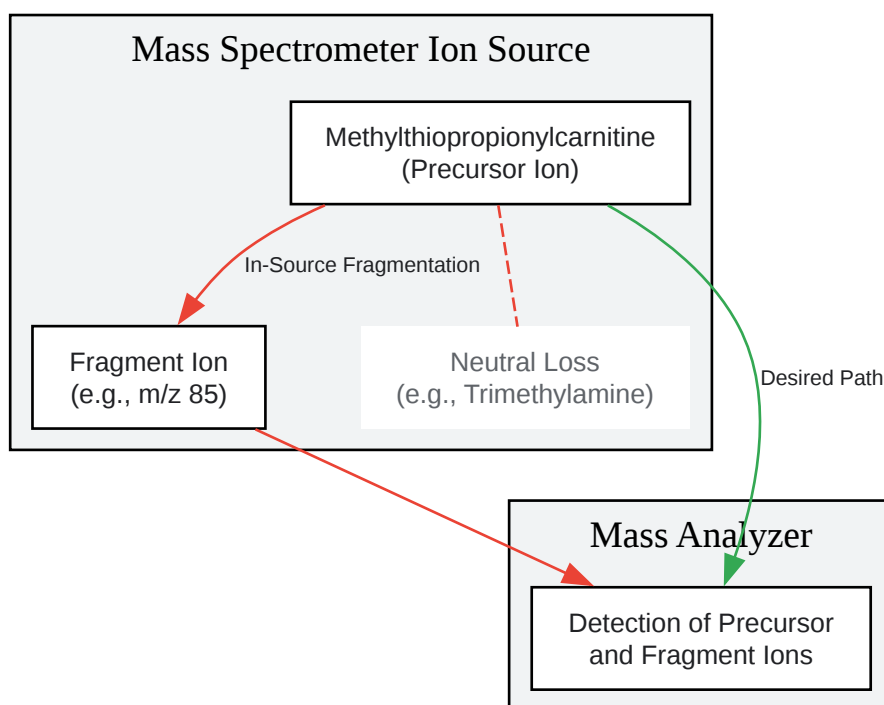 Mass Spectrometer Ion Source
Methylthiopropionylcarnitine
(Precursor Ion)
In-Source Fragmentation
Fragment Ion
(e.g., m/z 85)
Neutral Loss
(e.g., Trimethylamine)
Desired Path
Mass Analyzer
Detection of Precursor
and Fragment Ions